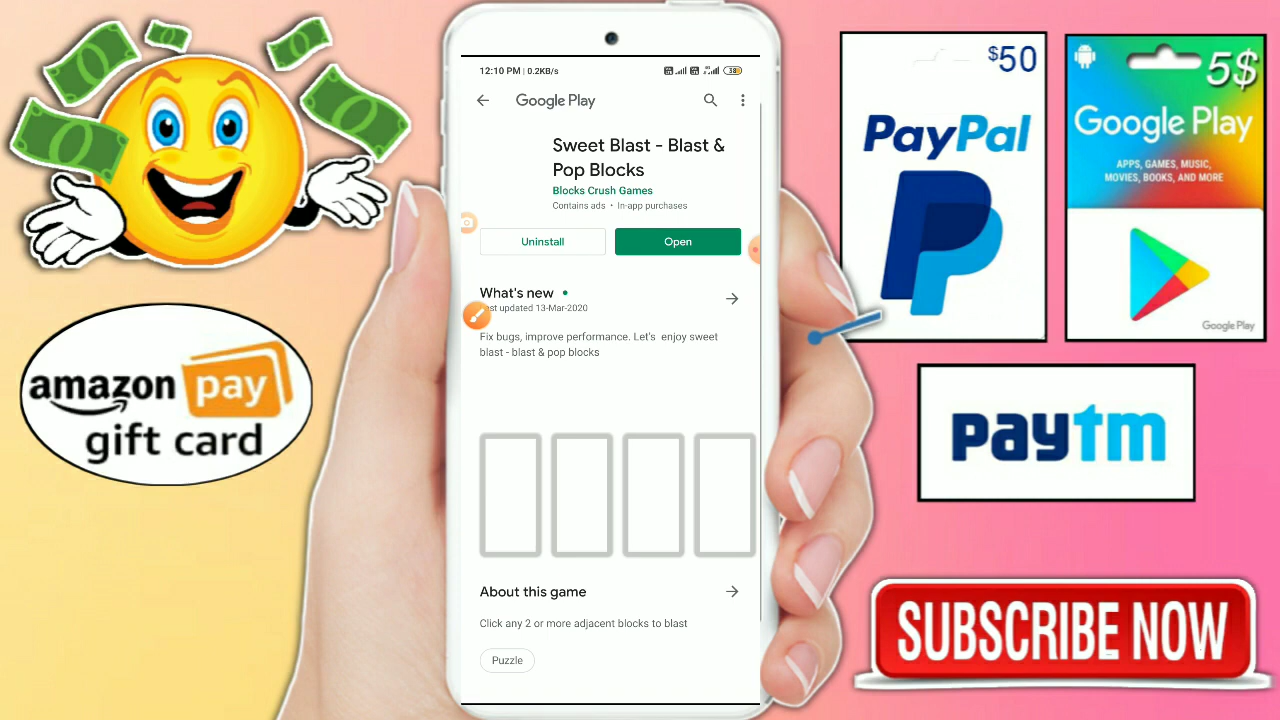 12:10 PM | 0.2KB/s
38
Google Play
Sweet Blast - Blast &
Pop Blocks
Blocks Crush Games
Contains ads • In-app purchases
Uninstall
Open
What's new
ast updated 13-Mar-2020
Fix bugs, improve performance. Let's enjoy sweet
blast - blast & pop blocks
About this game
Click any 2 or more adjacent blocks to blast
Puzzle
amazon pay
gift card
$50
PayPal
5$
Google Play
APPS, GAMES, MUSIC,
MOVIES, BOOKS, AND MORE
Google Play
paytm
SUBSCRIBE NOW